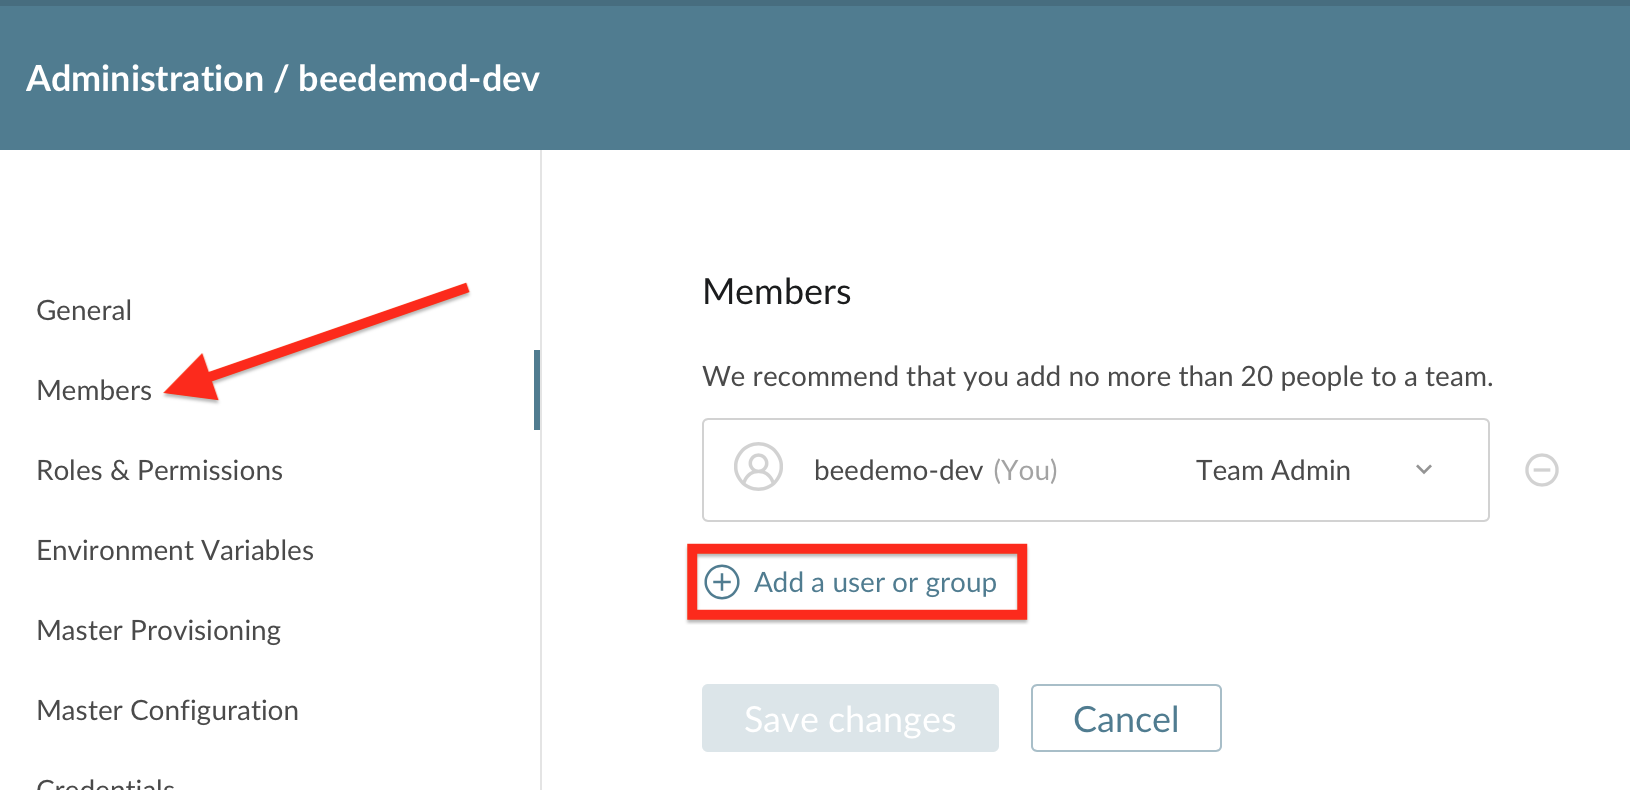 Administration / beedemod-dev
General
Members
Roles & Permissions
Environment Variables
Master Provisioning
Master Configuration
Credentials
Members
We recommend that you add no more than 20 people to a team.
beedemo-dev (You) Team Admin
Add a user or group
Save changes Cancel